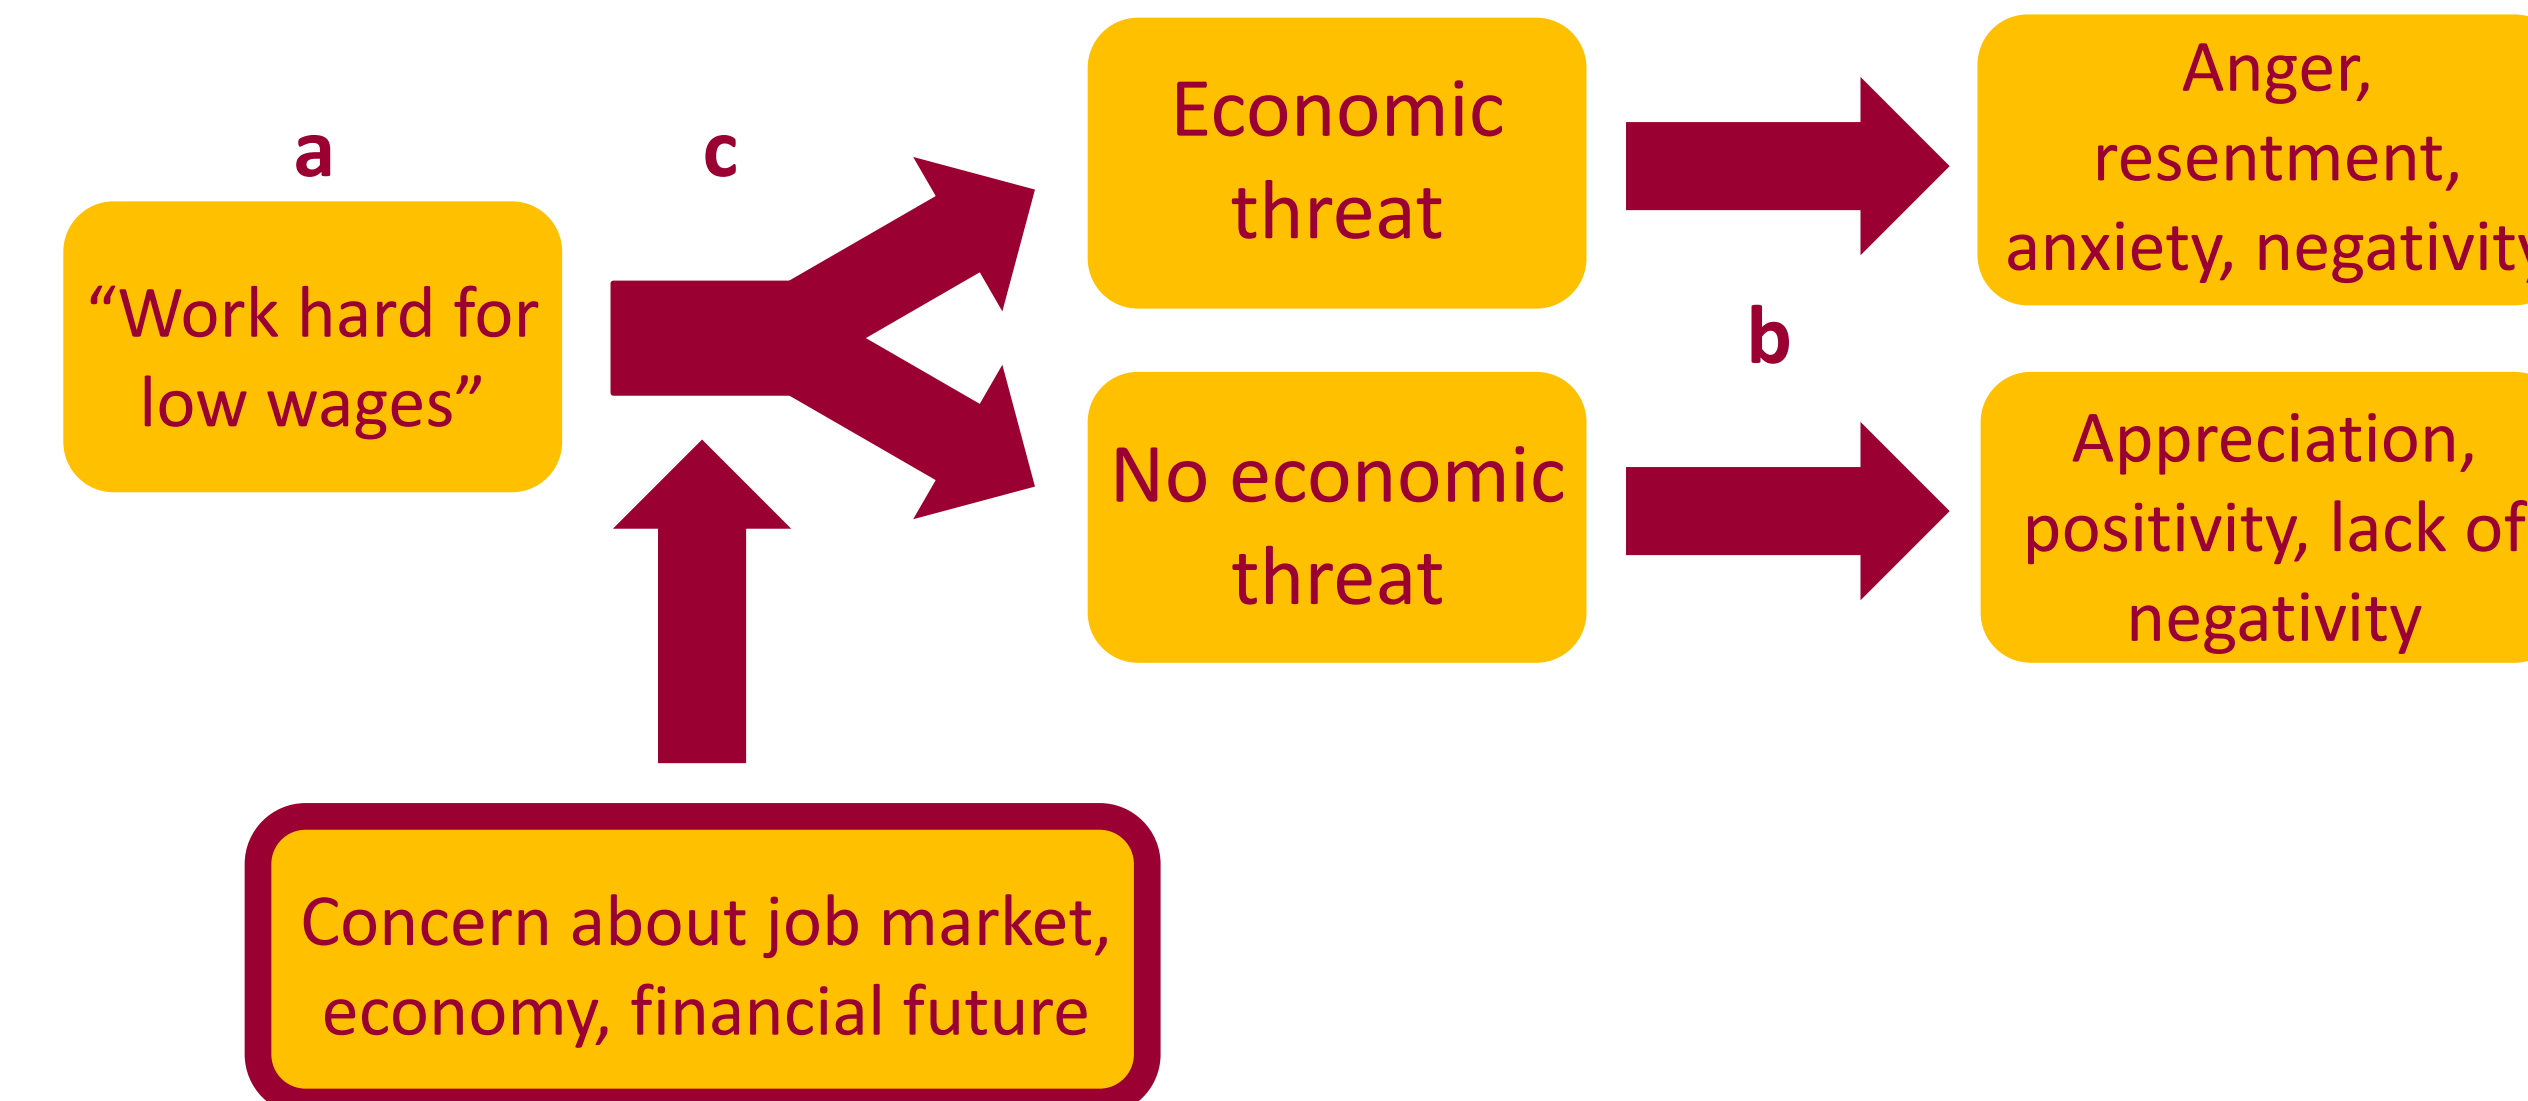 a
“Work hard for
low wages”
c
Economic
threat
No economic
threat
b
Anger,
resentment,
anxiety, negativity
Appreciation,
positivity, lack of
negativity
Concern about job market,
economy, financial future